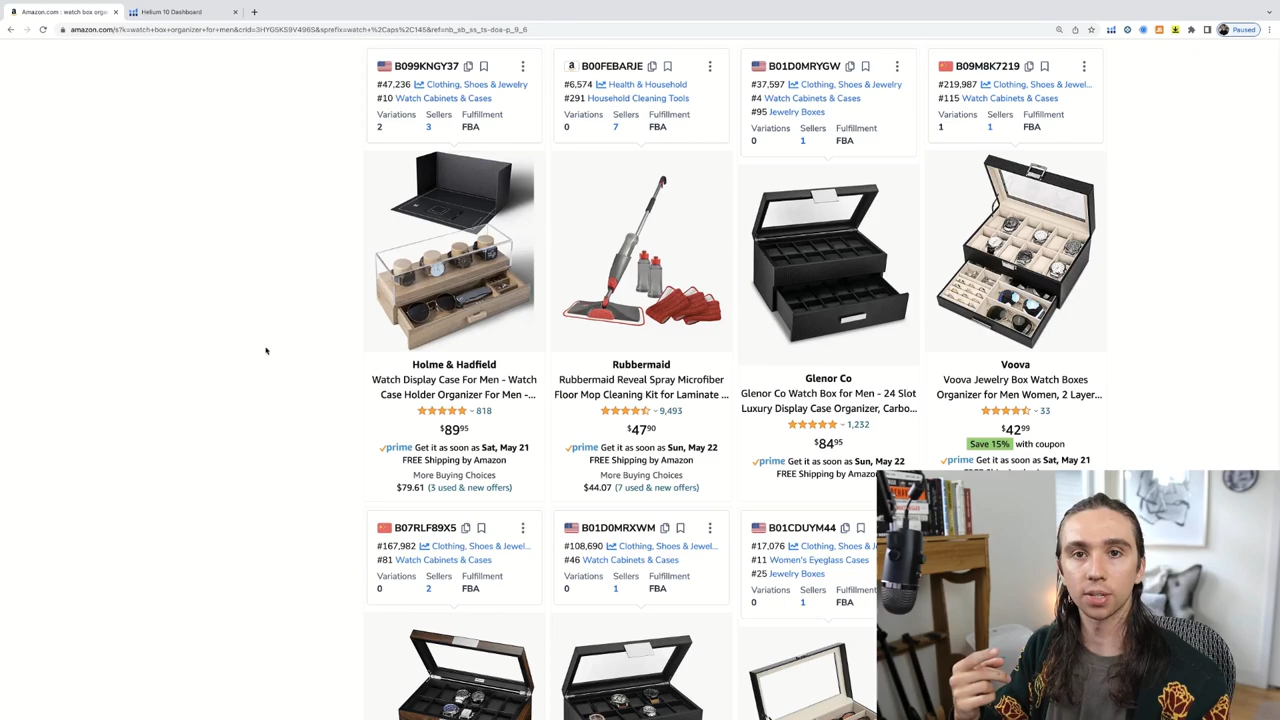 Amazon.com : watch box orga
Helium 10 Dashboard
amazon.com/s?k=watch+box+organizer+for+men&crid=3HYG5K59V496S&sprefix=watch+%2Caps%2C145&ref=nb_sb_ss_ts-doa-p_9_6
Paused
B099KNGY37
#47,236 Clothing, Shoes & Jewelry
#10 Watch Cabinets & Cases
Variations Sellers Fulfillment
2 3 FBA
B00FEBARJE
#6,574 Health & Household
#291 Household Cleaning Tools
Variations Sellers Fulfillment
0 7 FBA
B01D0MRYGW
#37,597 Clothing, Shoes & Jewelry
#4 Watch Cabinets & Cases
#95 Jewelry Boxes
Variations Sellers Fulfillment
0 1 FBA
B09M8K7219
#219,987 Clothing, Shoes & Jewel...
#115 Watch Cabinets & Cases
Variations Sellers Fulfillment
1 1 FBA
Holme & Hadfield
Watch Display Case For Men - Watch
Case Holder Organizer For Men -...
818
$89.95
prime Get it as soon as Sat, May 21
FREE Shipping by Amazon
More Buying Choices
$79.61 (3 used & new offers)
Rubbermaid
Rubbermaid Reveal Spray Microfiber
Floor Mop Cleaning Kit for Laminate ...
9,493
$47.90
prime Get it as soon as Sun, May 22
FREE Shipping by Amazon
More Buying Choices
$44.07 (7 used & new offers)
Glenor Co
Glenor Co Watch Box for Men - 24 Slot
Luxury Display Case Organizer, Carbo...
1,232
$84.95
prime Get it as soon as Sun, May 22
FREE Shipping by Amazon
Voova
Voova Jewelry Box Watch Boxes
Organizer for Men Women, 2 Layer...
33
$42.99
Save 15% with coupon
prime Get it as soon as Sat, May 21
B07RLF89X5
#167,982 Clothing, Shoes & Jewel...
#81 Watch Cabinets & Cases
Variations Sellers Fulfillment
0 2 FBA
B01D0MRXWM
#108,690 Clothing, Shoes & Jewel...
#46 Watch Cabinets & Cases
Variations Sellers Fulfillment
0 1 FBA
B01CDUYM44
#17,076 Clothing, Shoes & J
#11 Women's Eyeglass Cases
#25 Jewelry Boxes
Variations Sellers Fulfillment
0 1 FBA